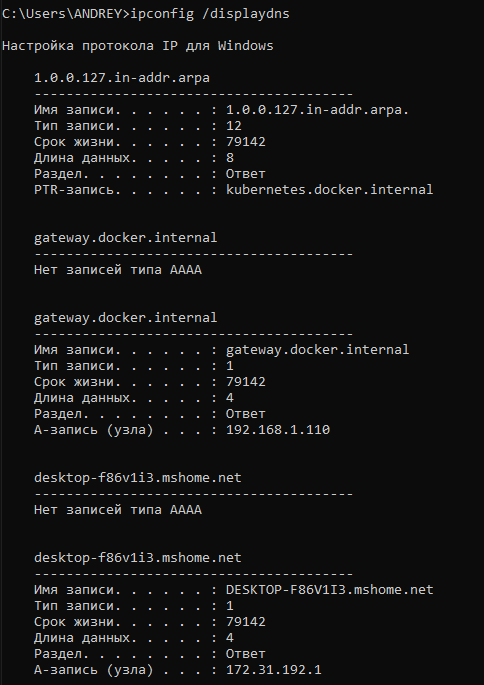 C:\Users\ANDREY>ipconfig /displaydns
Настройка протокола IP для Windows
1.0.0.127.in-addr.arpa
----------------------------------------
Имя записи. . . . . . : 1.0.0.127.in-addr.arpa.
Тип записи. . . . . . : 12
Срок жизни. . . . . . : 79142
Длина данных. . . . . : 8
Раздел. . . . . . . . : Ответ
PTR-запись. . . . . . : kubernetes.docker.internal
gateway.docker.internal
----------------------------------------
Нет записей типа AAAA
gateway.docker.internal
----------------------------------------
Имя записи. . . . . . : gateway.docker.internal
Тип записи. . . . . . : 1
Срок жизни. . . . . . : 79142
Длина данных. . . . . : 4
Раздел. . . . . . . . : Ответ
А-запись (узла) . . . : 192.168.1.110
desktop-f86v1i3.mshome.net
----------------------------------------
Нет записей типа AAAA
desktop-f86v1i3.mshome.net
----------------------------------------
Имя записи. . . . . . : DESKTOP-F86V1I3.mshome.net
Тип записи. . . . . . : 1
Срок жизни. . . . . . : 79142
Длина данных. . . . . : 4
Раздел. . . . . . . . : Ответ
А-запись (узла) . . . : 172.31.192.1